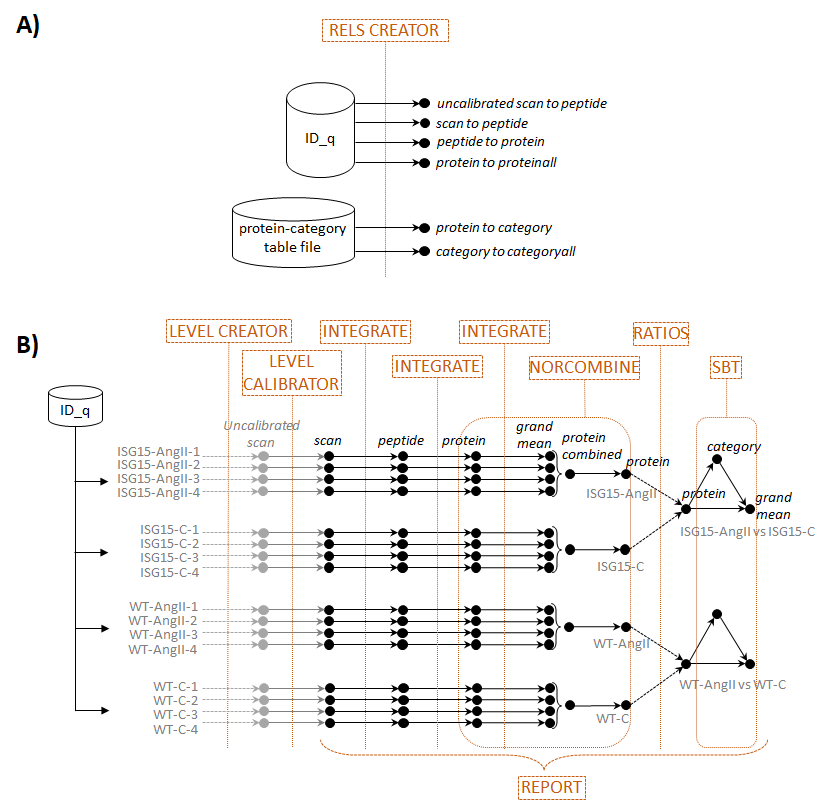 A)
RELS CREATOR
ID_q
uncalibrated scan to peptide
scan to peptide
peptide to protein
protein to proteinall
protein-category
table file
protein to category
category to categoryall
B)
LEVEL CREATOR
INTEGRATE
INTEGRATE
RATIOS
LEVEL
CALIBRATOR
INTEGRATE
NORCOMBINE
SBT
ID_q
Uncalibrated
scan
scan
peptide
protein
grand
mean
protein
combined
protein
category
protein
grand
mean
ISG15-AngII-1
ISG15-AngII-2
ISG15-AngII-3
ISG15-AngII-4
ISG15-AngII
ISG15-AngII vs ISG15-C
ISG15-C-1
ISG15-C-2
ISG15-C-3
ISG15-C-4
ISG15-C
WT-AngII-1
WT-AngII-2
WT-AngII-3
WT-AngII-4
WT-AngII
WT-AngII vs WT-C
WT-C-1
WT-C-2
WT-C-3
WT-C-4
WT-C
REPORT